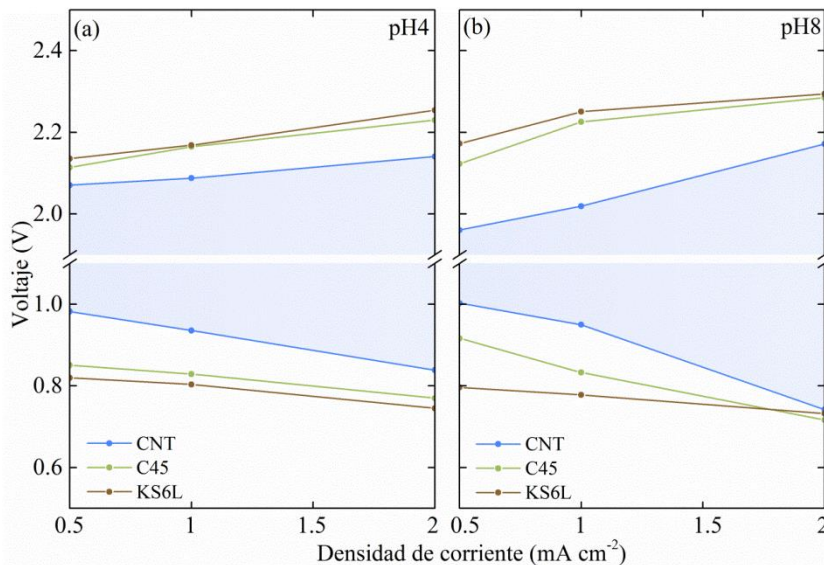 (a)
pH4
(b)
pH8
2.4
2.2
2.0
1.0
0.8
0.6
Voltaje (V)
CNT
C45
KS6L
CNT
C45
KS6L
0.5
1
1.5
2
0.5
1
1.5
2
Densidad de corriente (mA cm⁻²)